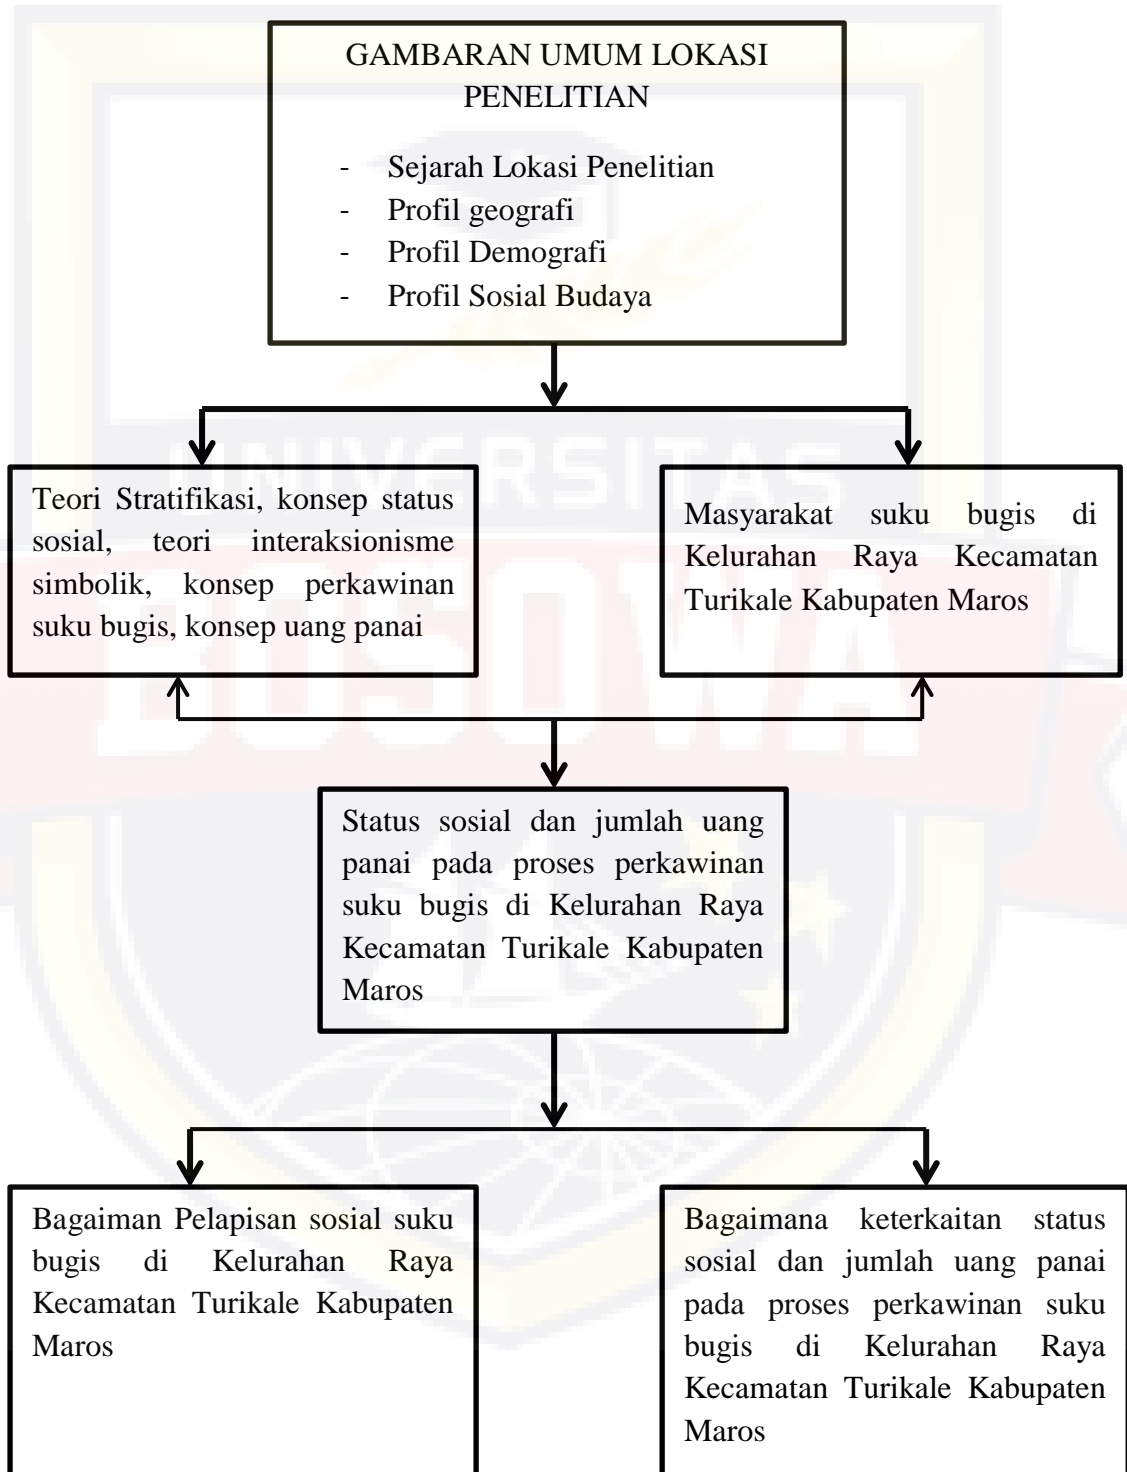 GAMBARAN UMUM LOKASI
PENELITIAN
- Sejarah Lokasi Penelitian
- Profil geografi
- Profil Demografi
- Profil Sosial Budaya
UNIVERSITAS
BOSOWA
Teori Stratifikasi, konsep status
sosial, teori interaksionisme
simbolik, konsep perkawinan
suku bugis, konsep uang panai
Masyarakat suku bugis di
Kelurahan Raya Kecamatan
Turikale Kabupaten Maros
Status sosial dan jumlah uang
panai pada proses perkawinan
suku bugis di Kelurahan Raya
Kecamatan Turikale Kabupaten
Maros
Bagaiman Pelapisan sosial suku
bugis di Kelurahan Raya
Kecamatan Turikale Kabupaten
Maros
Bagaimana keterkaitan status
sosial dan jumlah uang panai
pada proses perkawinan suku
bugis di Kelurahan Raya
Kecamatan Turikale Kabupaten
Maros